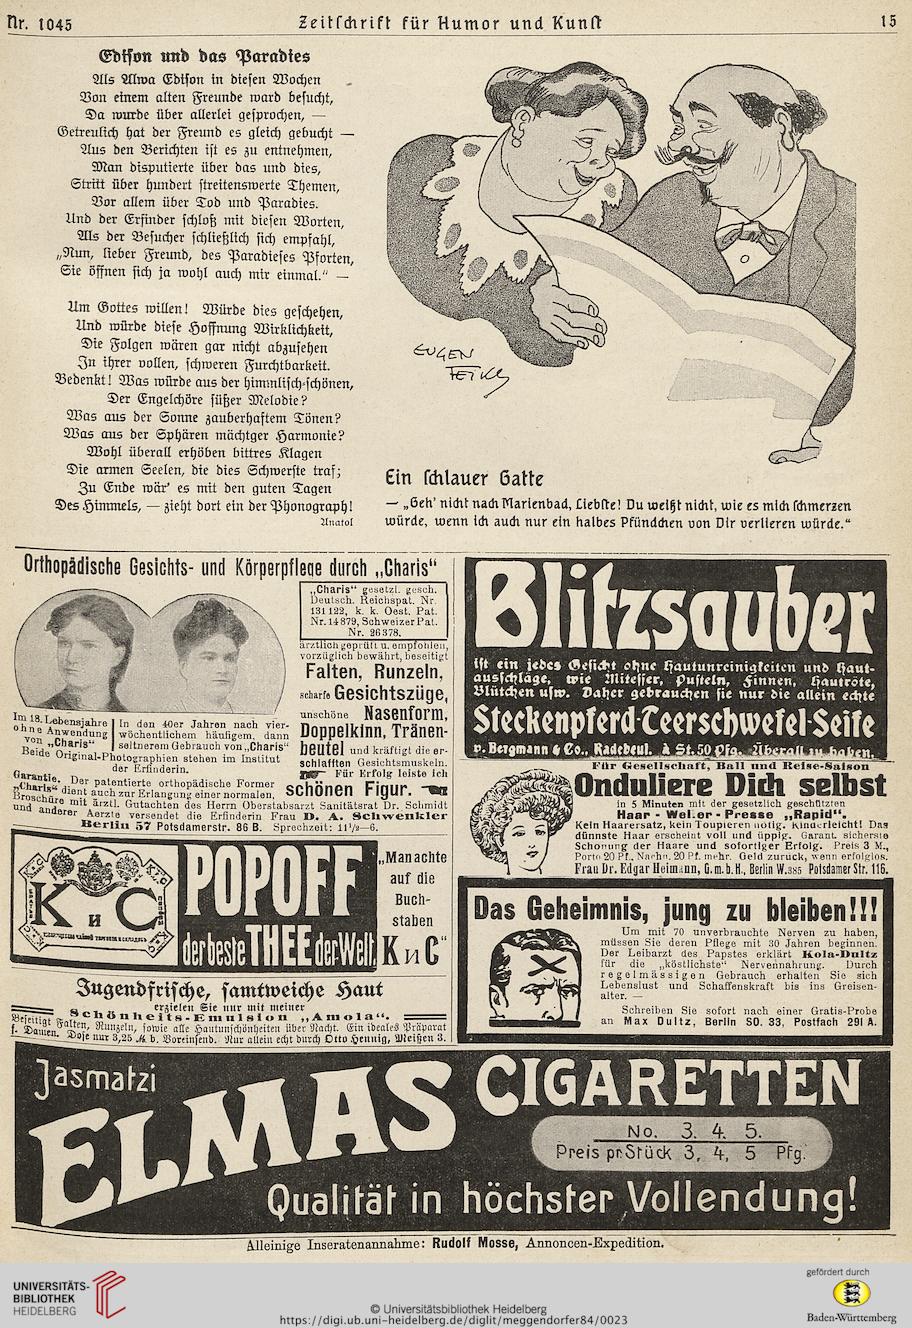 Nr. 1045
Zeitschrift für Humor und Kunst
15
Edison und das Paradies
Als Alwa Edison in diesen Wochen
Von einem alten Freunde ward besucht,
Da wurde über allerlei gesprochen, —
Getreulich hat der Freund es gleich gebucht —
Aus den Berichten ist es zu entnehmen,
Man disputierte über das und dies,
Stritt über hundert streitenswerte Themen,
Vor allem über Tod und Paradies.
Und der Erfinder schloß mit diesen Worten,
Als der Besucher schließlich sich empfahl,
„Nun, lieber Freund, des Paradieses Pforten,
Sie öffnen sich ja wohl auch mir einmal.“ —
Um Gottes willen! Würde dies geschehen,
Und würde diese Hoffnung Wirklichkeit,
Die Folgen wären gar nicht abzusehen
In ihrer vollen, schweren Furchtbarkeit.
Bedenkt! Was würde aus der himmlisch-schönen,
Der Engelchöre süßer Melodie?
Was aus der Sonne zauberhaftem Tönen?
Was aus der Sphären mächtger Harmonie?
Wohl überall erhöben bittres Klagen
Die armen Seelen, die dies Schwerste traf;
Zu Ende wär' es mit den guten Tagen
Des Himmels, — zieht dort ein der Phonograph!
Anatol
EUGEN
Ein schlauer Gatte
— „Geh' nicht nach Marienbad, Liebste! Du weißt nicht, wie es mich schmerzen
würde, wenn ich auch nur ein halbes Pfündchen von Dir verlieren würde.“
Orthopädische Gesichts- und Körperpflege durch „Charis“
„Charis“ gesetzl. gesch.
Deutsch. Reichspat. Nr.
131122, k. k. Oest. Pat.
Nr. 14879, Schweizer Pat.
Nr. 26378.
ärztlich geprüft u. empfohlen,
vorzüglich bewährt, beseitigt
Falten, Runzeln,
scharfe Gesichtszüge,
unschöne Nasenform,
Doppelkinn, Tränen-
beutel und kräftigt die er-
schlafften Gesichtsmuskeln.
Für Erfolg leiste ich
Im 18. Lebensjahre
ohne Anwendung
von „Charis“
In den 40er Jahren nach vier-
wöchentlichem häufigem, dann
seltnerem Gebrauch von „Charis“
Beide Original-Photographien stehen im Institut
der Erfinderin.
Garantie. Der patentierte orthopädische Former
„Charis“ dient auch zur Erlangung einer normalen, schönen Figur.
Broschüre mit ärztl. Gutachten des Herrn Oberstabsarzt Sanitätsrat Dr. Schmidt
und anderer Aerzte versendet die Erfinderin Frau D. A. Schwenkler
Berlin 57 Potsdamerstr. 86 B. Sprechzeit: 11½—6.
Blitzsauber
ist ein jedes Gesicht ohne Hautunreinigkeiten und Haut-
ausschläge, wie Mitesser, Pusteln, Finnen, Hautröte,
Blütchen usw. Daher gebrauchen sie nur die allein echte
Steckenpferd-Teerschwefel-Seife
v. Bergmann & Co., Radebeul. à St. 50 Pfg. Überall zu haben.
Für Gesellschaft, Ball und Reise-Saison
Onduliere Dich selbst
in 5 Minuten mit der gesetzlich geschützten
Haar-Weller-Presse „Rapid“.
Kein Haarersatz, kein Toupieren nötig. Kinderleicht! Das
dünnste Haar erscheint voll und üppig. Garant. sicherste
Schonung der Haare und sofortiger Erfolg. Preis 3 M.,
Porto 20 Pf., Nachn. 20 Pf. mehr. Geld zurück, wenn erfolglos.
Frau Dr. Edgar Heimann, G.m.b.H., Berlin W.385 Potsdamer Str. 116.
К и С
POPOFF
der beste THEE der Welt
„Man achte
auf die
Buch-
staben
К и С“
Das Geheimnis, jung zu bleiben!!!
Um mit 70 unverbrauchte Nerven zu haben,
müssen Sie deren Pflege mit 30 Jahren beginnen.
Der Leibarzt des Papstes erklärt Kola-Dultz
für die „köstlichste“ Nervennahrung. Durch
regelmässigen Gebrauch erhalten Sie sich
Lebenslust und Schaffenskraft bis ins Greisen-
alter. —
Schreiben Sie sofort nach einer Gratis-Probe
an Max Dultz, Berlin SO. 33, Postfach 291 A.
Jugendfrische, samtweiche Haut
erzielen Sie nur mit meiner
Schönheits-Emulsion „Amola“.
Beseitigt Falten, Runzeln, sowie alle Hautunschönheiten über Nacht. Ein ideales Präparat
f. Damen. Dose nur 3,25 ℳ b. Voreinsend. Nur allein echt durch Otto Hennig, Meißen 3.
Jasmatzi
ELMAS CIGARETTEN
No. 3. 4. 5.
Preis pr. Stück 3, 4, 5 Pfg.
Qualität in höchster Vollendung!
Alleinige Inseratenannahme: Rudolf Mosse, Annoncen-Expedition.
UNIVERSITÄTS-
BIBLIOTHEK
HEIDELBERG
© Universitätsbibliothek Heidelberg
https://digi.ub.uni-heidelberg.de/diglit/meggendorfer84/0023
gefördert durch
Baden-Württemberg